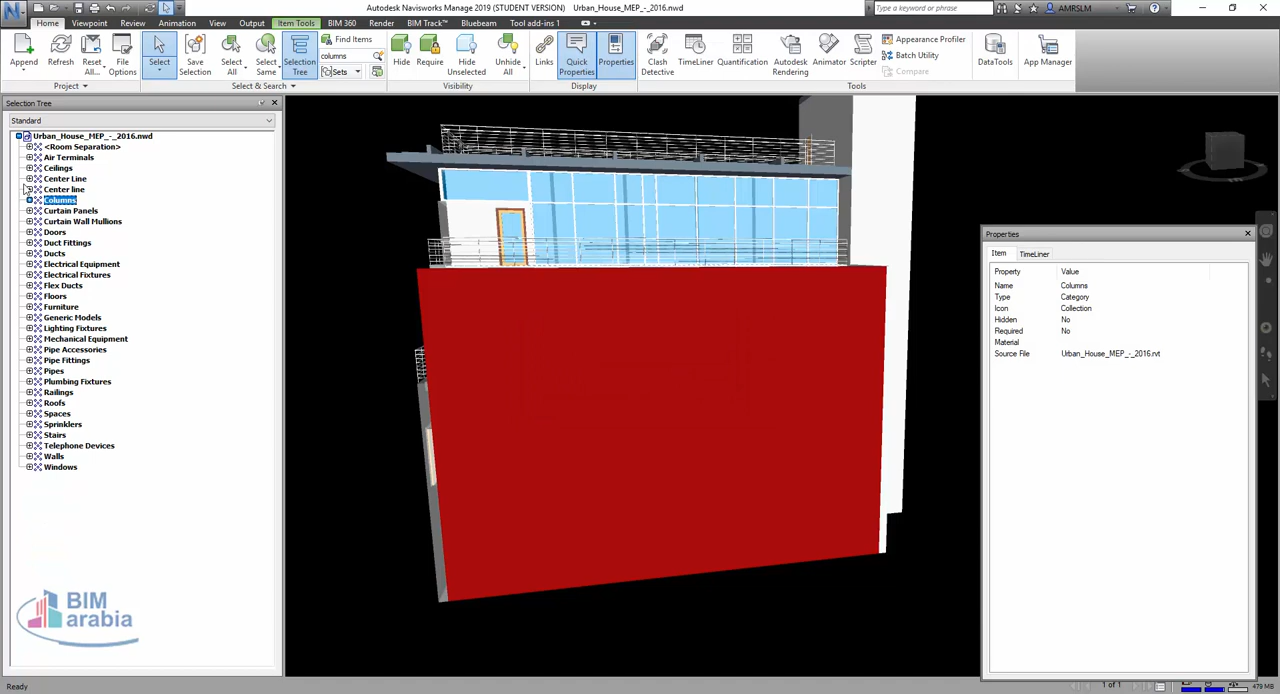 Autodesk Navisworks Manage 2019 (STUDENT VERSION) Urban_House_MEP_-_2016.nwd
Type a keyword or phrase
AMRSLM
Home Viewpoint Review Animation View Output Item Tools BIM 360 Render BIM Track™ Bluebeam Tool add-ins 1
Append
Refresh
Reset All...
File Options
Project
Select
Save Selection
Select All
Select Same
Selection Tree
Find Items
columns
Sets
Select & Search
Hide
Require
Hide Unselected
Unhide All
Visibility
Links
Quick Properties
Properties
Display
Clash Detective
TimeLiner
Quantification
Autodesk Rendering
Animator
Scripter
Appearance Profiler
Batch Utility
Compare
Tools
DataTools
App Manager
Selection Tree
Standard
Urban_House_MEP_-_2016.nwd
<Room Separation>
Air Terminals
Ceilings
Center Line
Center line
Columns
Curtain Panels
Curtain Wall Mullions
Doors
Duct Fittings
Ducts
Electrical Equipment
Electrical Fixtures
Flex Ducts
Floors
Furniture
Generic Models
Lighting Fixtures
Mechanical Equipment
Pipe Accessories
Pipe Fittings
Pipes
Plumbing Fixtures
Railings
Roofs
Spaces
Sprinklers
Stairs
Telephone Devices
Walls
Windows
BIM
arabia
Properties
Item TimeLiner
Property Value
Name Columns
Type Category
Icon Collection
Hidden No
Required No
Material
Source File Urban_House_MEP_-_2016.rvt
Ready
1 of 1
479 MB